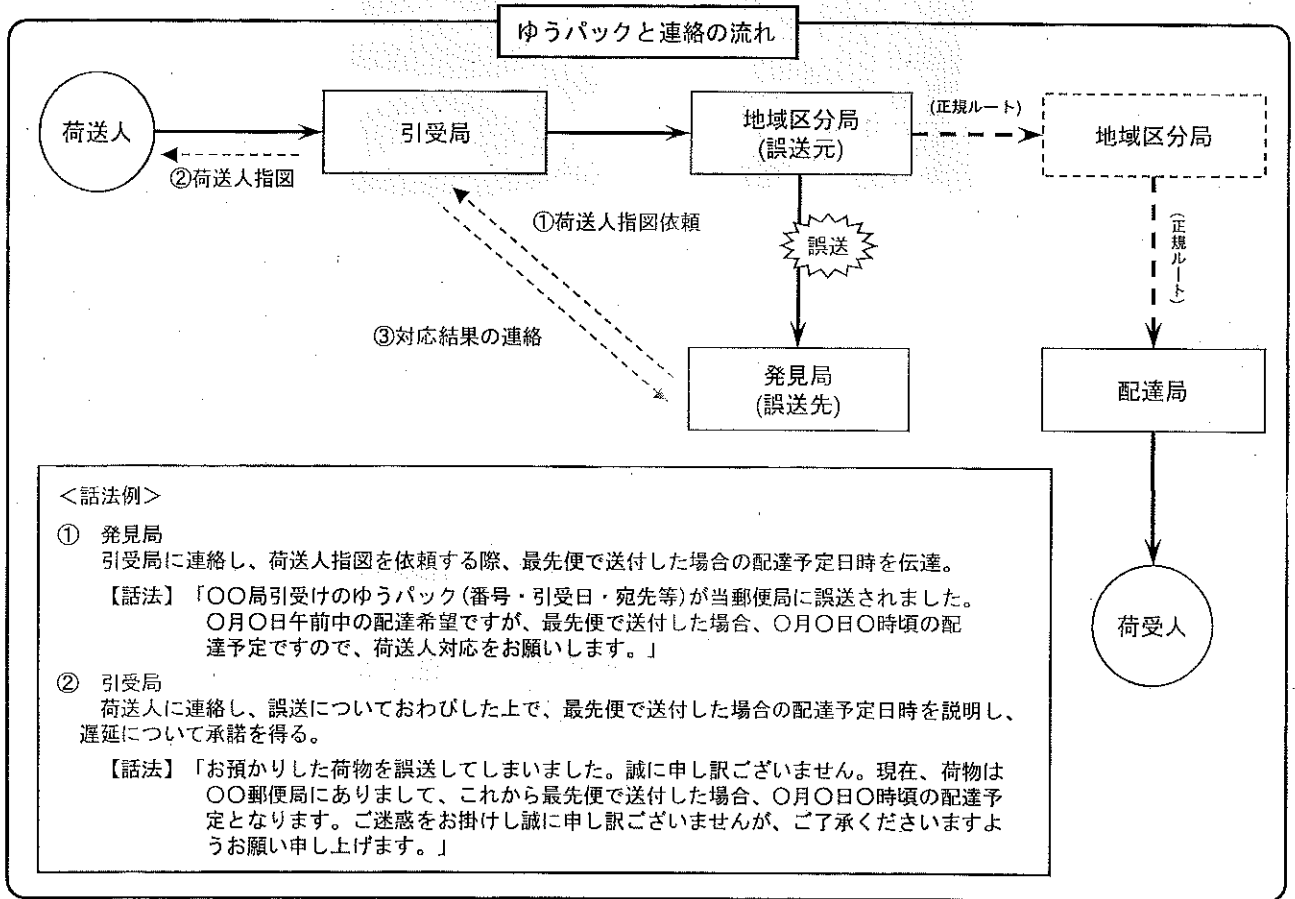 ゆうパックと連絡の流れ
荷送人
引受局
地域区分局
(誤送元)
(正規ルート)
地域区分局
②荷送人指図
①荷送人指図依頼
誤送
(正規ルート)
③対応結果の連絡
発見局
(誤送先)
配達局
荷受人
＜話法例＞
① 発見局
引受局に連絡し、荷送人指図を依頼する際、最先便で送付した場合の配達予定日時を伝達。
【話法】「〇〇局引受けのゆうパック(番号・引受日・宛先等)が当郵便局に誤送されました。
〇月〇日午前中の配達希望ですが、最先便で送付した場合、〇月〇日〇時頃の配
達予定ですので、荷送人対応をお願いします。」
② 引受局
荷送人に連絡し、誤送についておわびした上で、最先便で送付した場合の配達予定日時を説明し、
遅延について承諾を得る。
【話法】「お預かりした荷物を誤送してしまいました。誠に申し訳ございません。現在、荷物は
〇〇郵便局にありまして、これから最先便で送付した場合、〇月〇日〇時頃の配達予
定となります。ご迷惑をお掛けし誠に申し訳ございませんが、ご了承くださいますよ
うお願い申し上げます。」